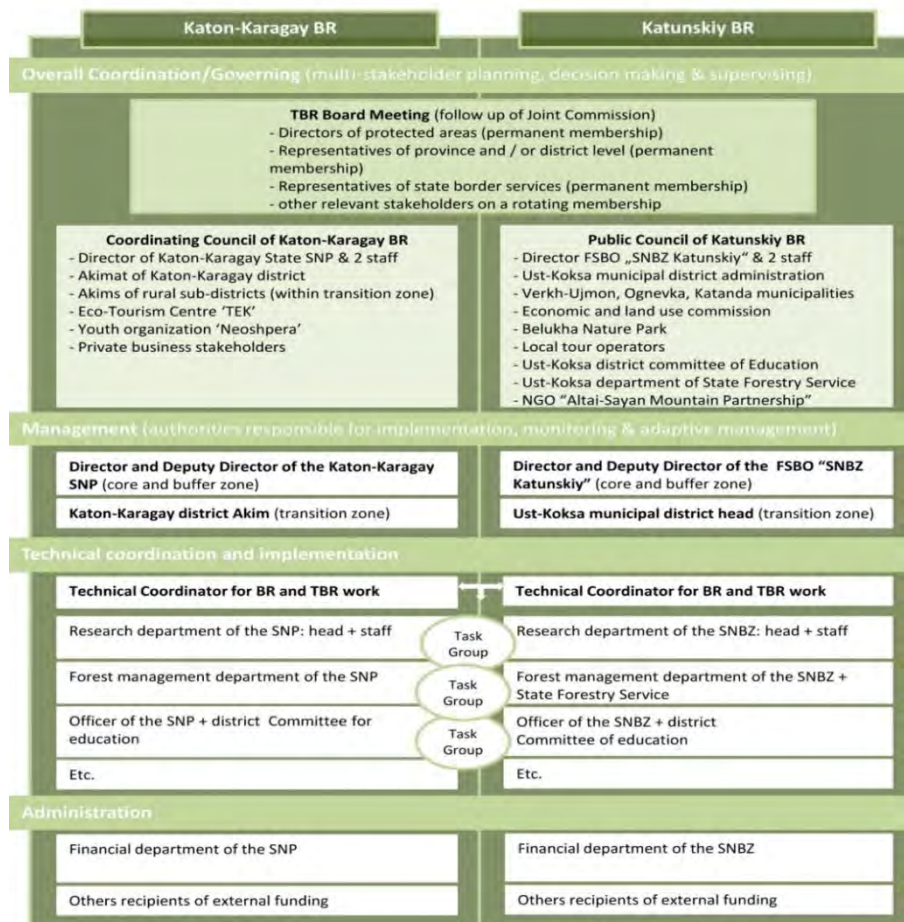 Katon-Karagay BR
Katunskiy BR
Overall Coordination/Governing (multi-stakeholder planning, decision making & supervising)
TBR Board Meeting (follow up of Joint Commission)
- Directors of protected areas (permanent membership)
- Representatives of province and / or district level (permanent
membership)
- Representatives of state border services (permanent membership)
- other relevant stakeholders on a rotating membership
Coordinating Council of Katon-Karagay BR
- Director of Katon-Karagay State SNP & 2 staff
- Akimat of Katon-Karagay district
- Akims of rural sub-districts (within transition zone)
- Eco-Tourism Centre ‘TEK’
- Youth organization ‘Neoshpera’
- Private business stakeholders
Public Council of Katunskiy BR
- Director FSBO „SNBZ Katunskiy“ & 2 staff
- Ust-Koksa municipal district administration
- Verkh-Ujmon, Ognevka, Katanda municipalities
- Economic and land use commission
- Belukha Nature Park
- Local tour operators
- Ust-Koksa district committee of Education
- Ust-Koksa department of State Forestry Service
- NGO “Altai-Sayan Mountain Partnership”
Management (authorities responsible for implementation, monitoring & adaptive management)
Director and Deputy Director of the Katon-Karagay
SNP (core and buffer zone)
Director and Deputy Director of the FSBO “SNBZ
Katunskiy” (core and buffer zone)
Katon-Karagay district Akim (transition zone)
Ust-Koksa municipal district head (transition zone)
Technical coordination and implementation
Technical Coordinator for BR and TBR work
Technical Coordinator for BR and TBR work
Research department of the SNP: head + staff
Task
Group
Research department of the SNBZ: head + staff
Forest management department of the SNP
Task
Group
Forest management department of the SNBZ +
State Forestry Service
Officer of the SNP + district Committee for
education
Task
Group
Officer of the SNBZ + district
Committee of education
Etc.
Etc.
Administration
Financial department of the SNP
Financial department of the SNBZ
Others recipients of external funding
Others recipients of external funding